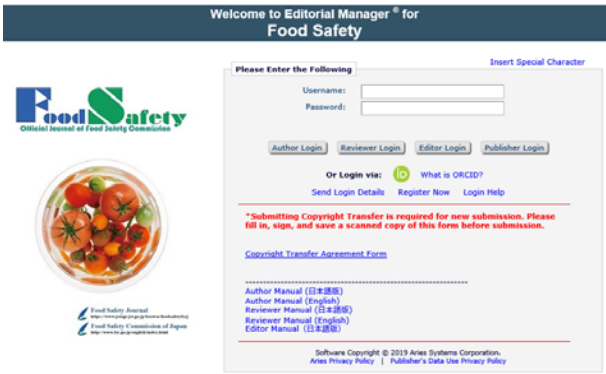 Welcome to Editorial Manager ® for
Food Safety
Insert Special Character
Please Enter the Following
Username:
Password:
Author Login
Reviewer Login
Editor Login
Publisher Login
Or Login via:
iD
What is ORCID?
Send Login Details
Register Now
Login Help
Food Safety
Official Journal of Food Safety Commission
*Submitting Copyright Transfer is required for new submission. Please
fill in, sign, and save a scanned copy of this form before submission.
Copyright Transfer Agreement Form
Author Manual (日本語版)
Author Manual (English)
Reviewer Manual (日本語版)
Reviewer Manual (English)
Editor Manual (日本語版)
Food Safety Journal
Food Safety Commission of Japan
Software Copyright © 2019 Aries Systems Corporation.
Aries Privacy Policy | Publisher's Data Use Privacy Policy